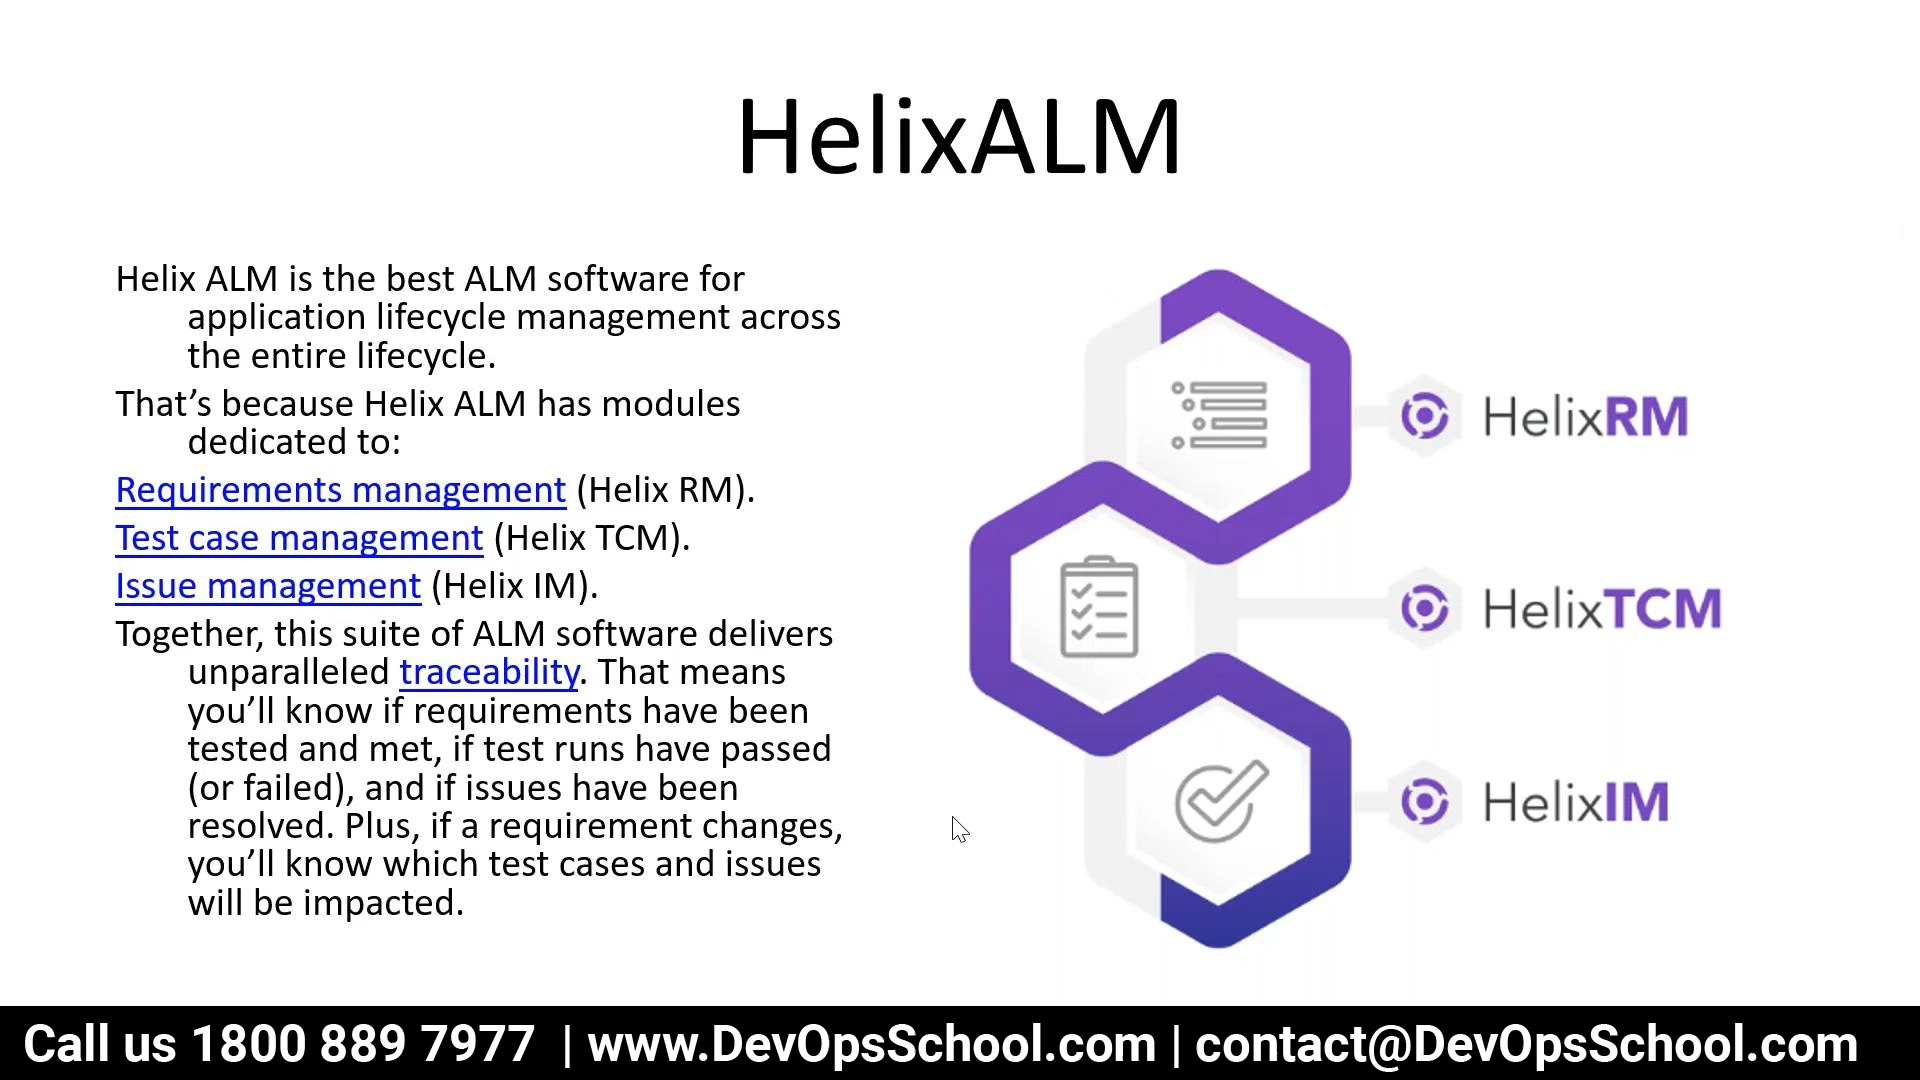 HelixALM
Helix ALM is the best ALM software for
application lifecycle management across
the entire lifecycle.
That’s because Helix ALM has modules
dedicated to:
Requirements management (Helix RM).
Test case management (Helix TCM).
Issue management (Helix IM).
Together, this suite of ALM software delivers
unparalleled traceability. That means
you’ll know if requirements have been
tested and met, if test runs have passed
(or failed), and if issues have been
resolved. Plus, if a requirement changes,
you’ll know which test cases and issues
will be impacted.
HelixRM
HelixTCM
HelixIM
Call us 1800 889 7977 | www.DevOpsSchool.com | contact@DevOpsSchool.com